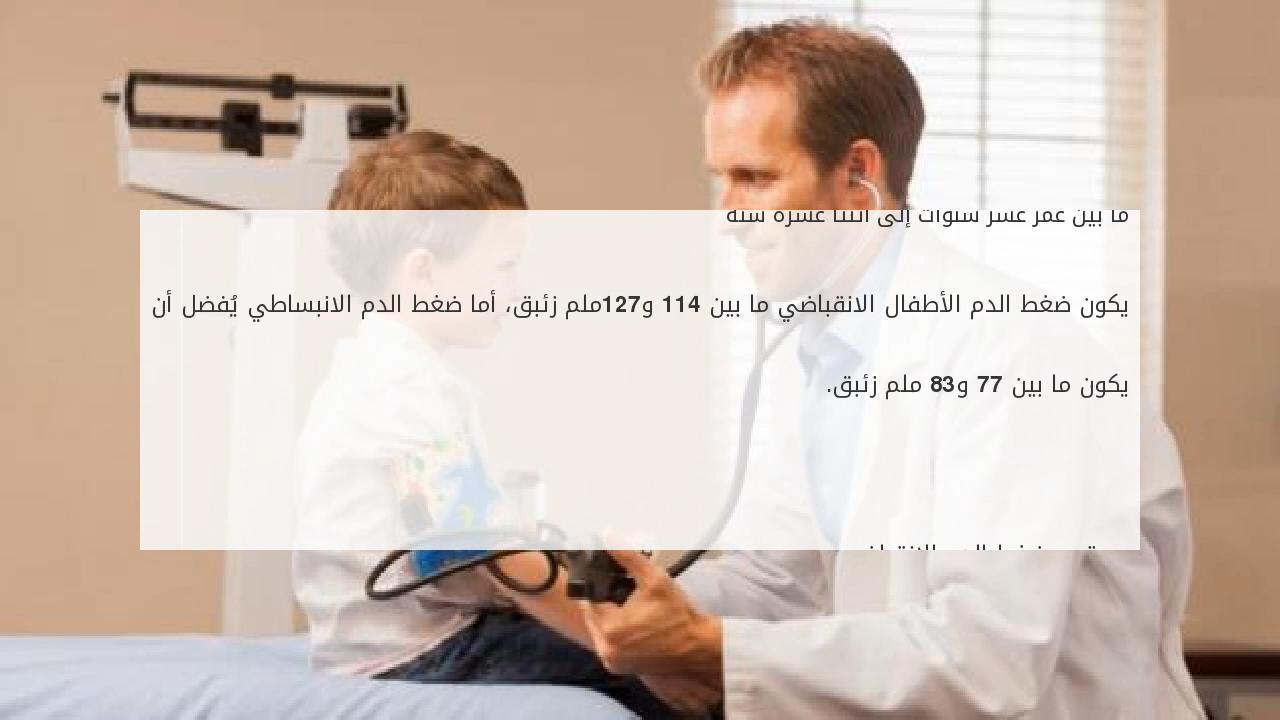 ما بين عمر عشر سنوات إلى اثنتا عشرة سنة
يكون ضغط الدم الأطفال الانقباضي ما بين 114 و127ملم زئبق، أما ضغط الدم الانبساطي يُفضل أن
يكون ما بين 77 و83 ملم زئبق.